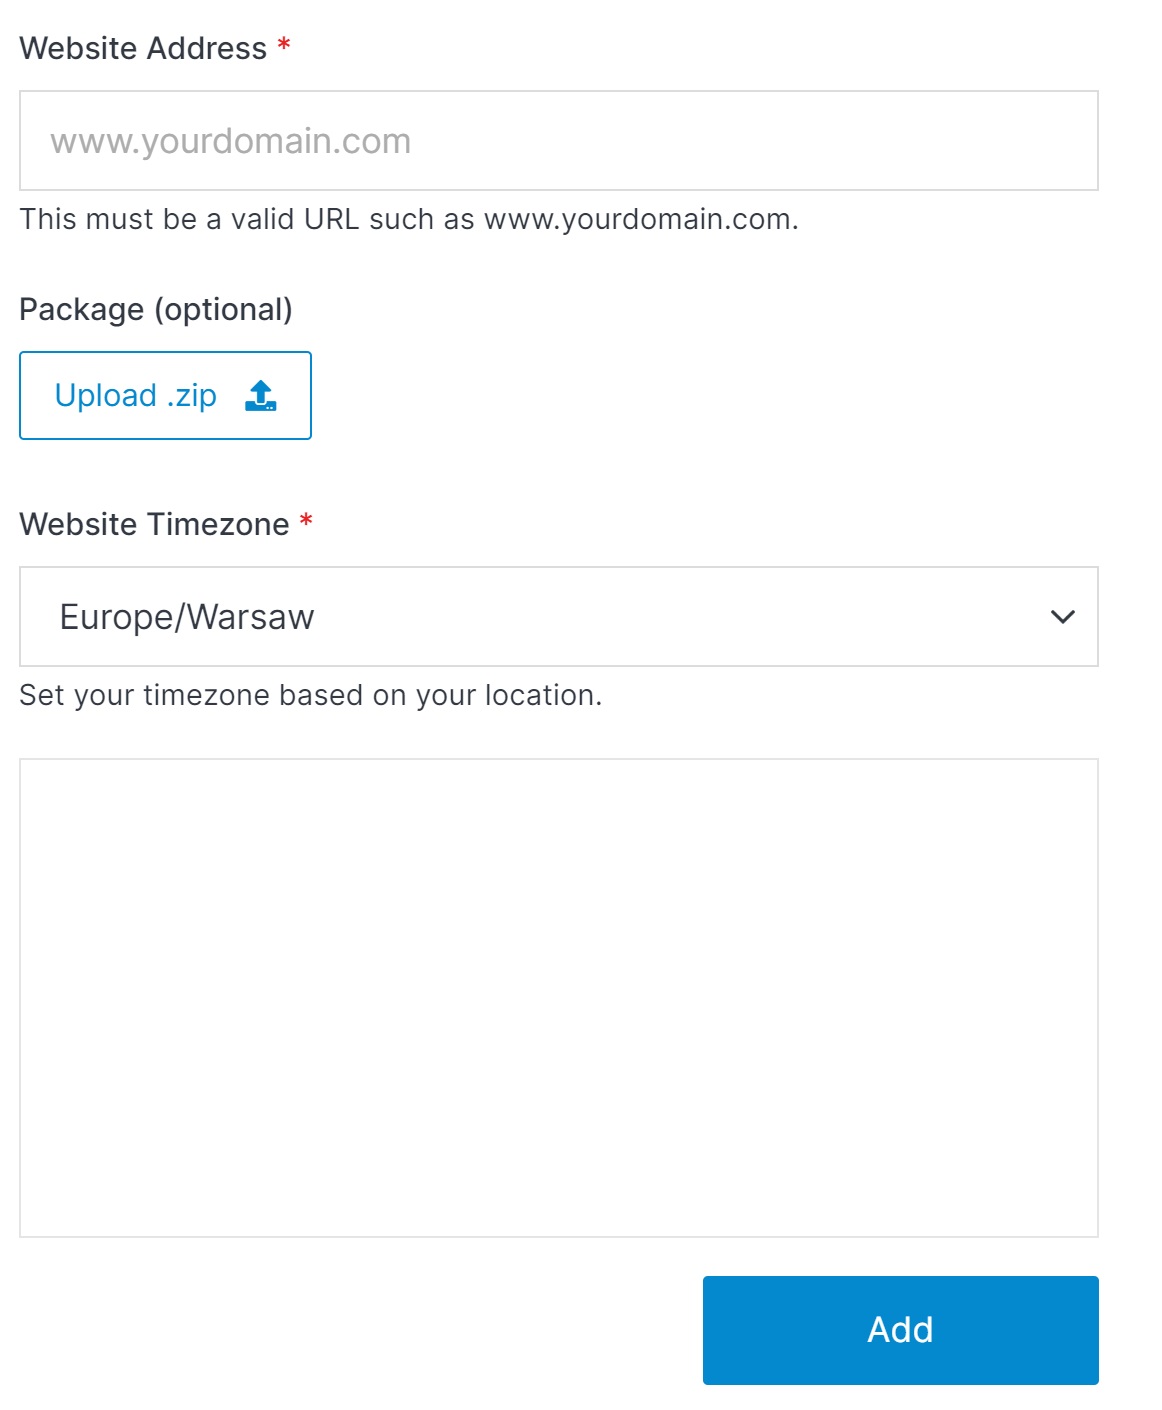 Website Address *
www.yourdomain.com
This must be a valid URL such as www.yourdomain.com.
Package (optional)
Upload .zip
Website Timezone *
Europe/Warsaw
Set your timezone based on your location.
Add